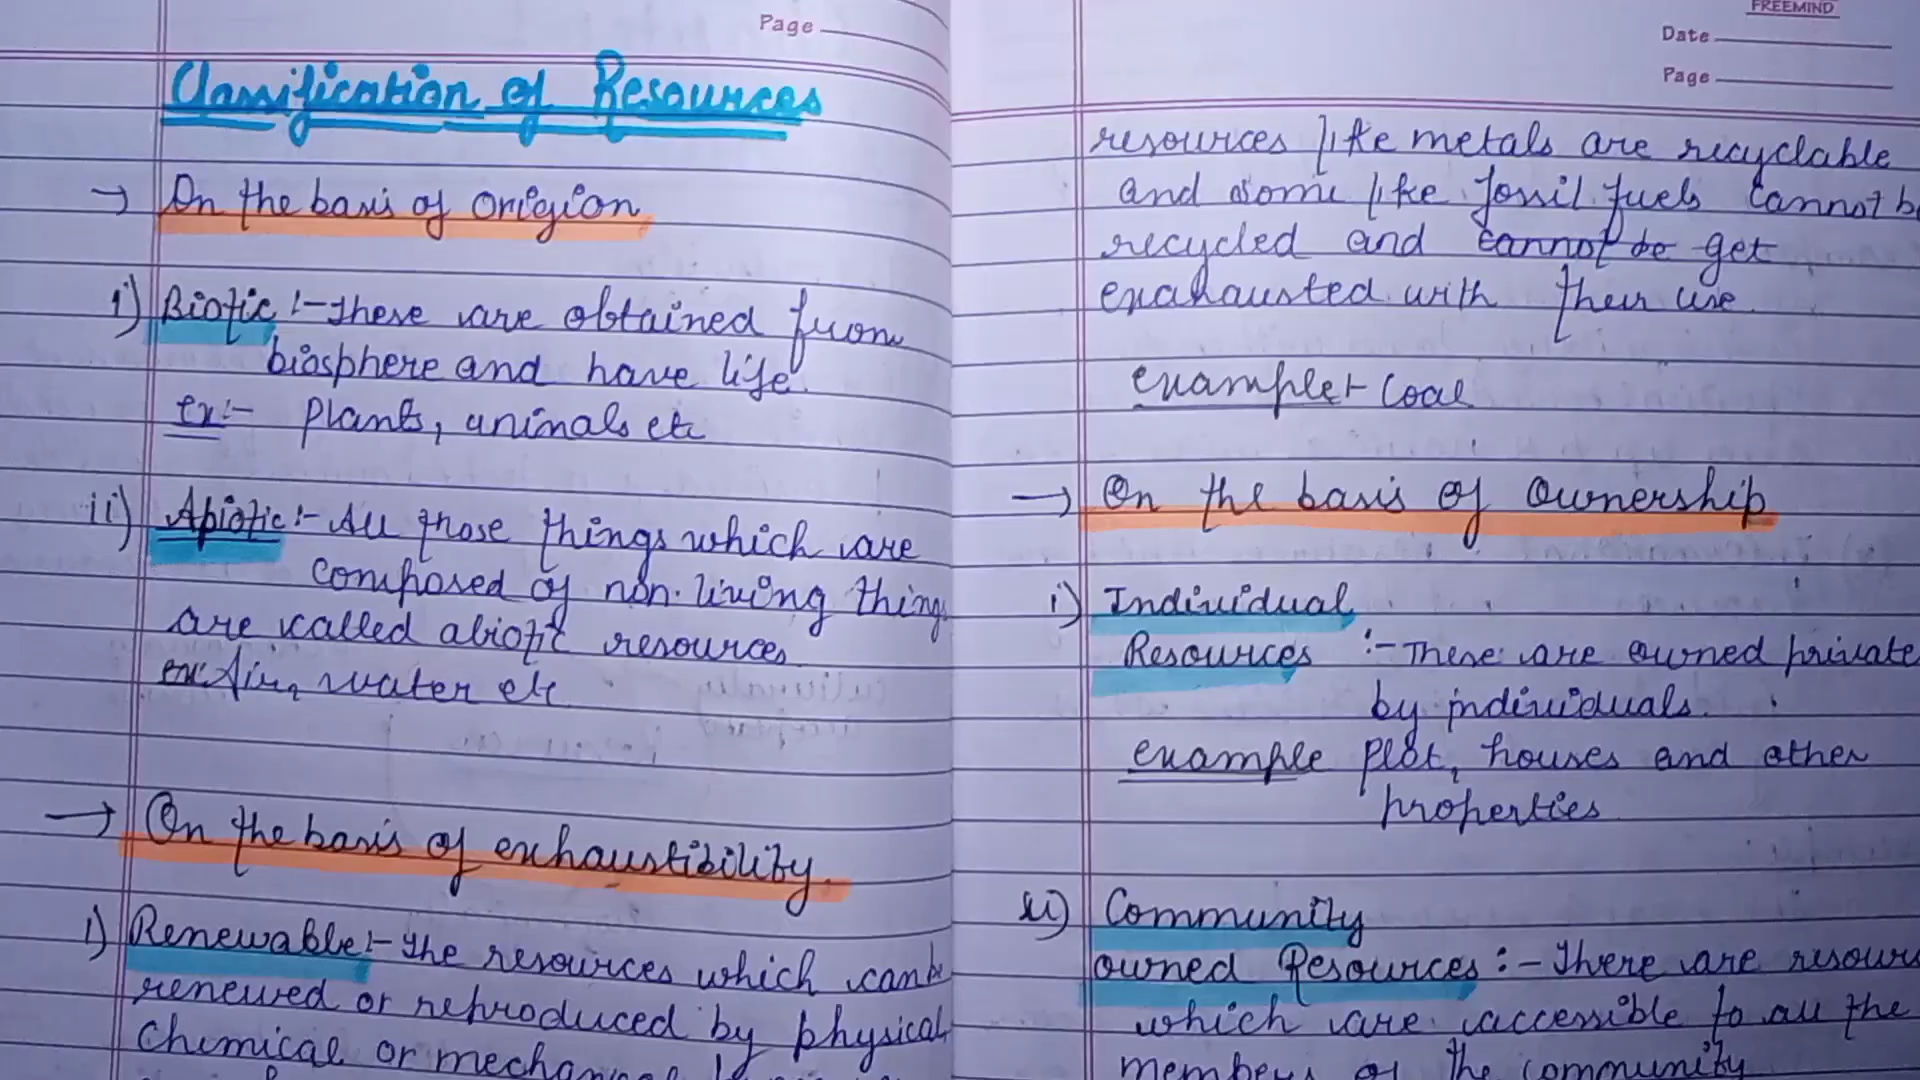 Page
Classification of Resources
→ On the basis of Origion
i) Biotic :- These are obtained from
biosphere and have life.
ex:- Plants, animals etc
ii) Abiotic :- All those things which are
composed of non-living things
are called abiotic resources
ex:- Air, water etc
→ On the basis of exhaustibility.
i) Renewable :- The resources which can be
renewed or reproduced by physical,
chemical or mechanical
FREEMIND
Date
Page
resources like metals are recyclable
and some like fossil fuels cannot be
recycled and cannot be get
exahausted with their use.
example :- Coal
→ On the basis of Ownership
i) Individual
Resources :- These are owned private
by individuals.
example Plot, houses and other
properties
ii) Community
owned Resources :- There are resour
which are accessible to all the
members of the community